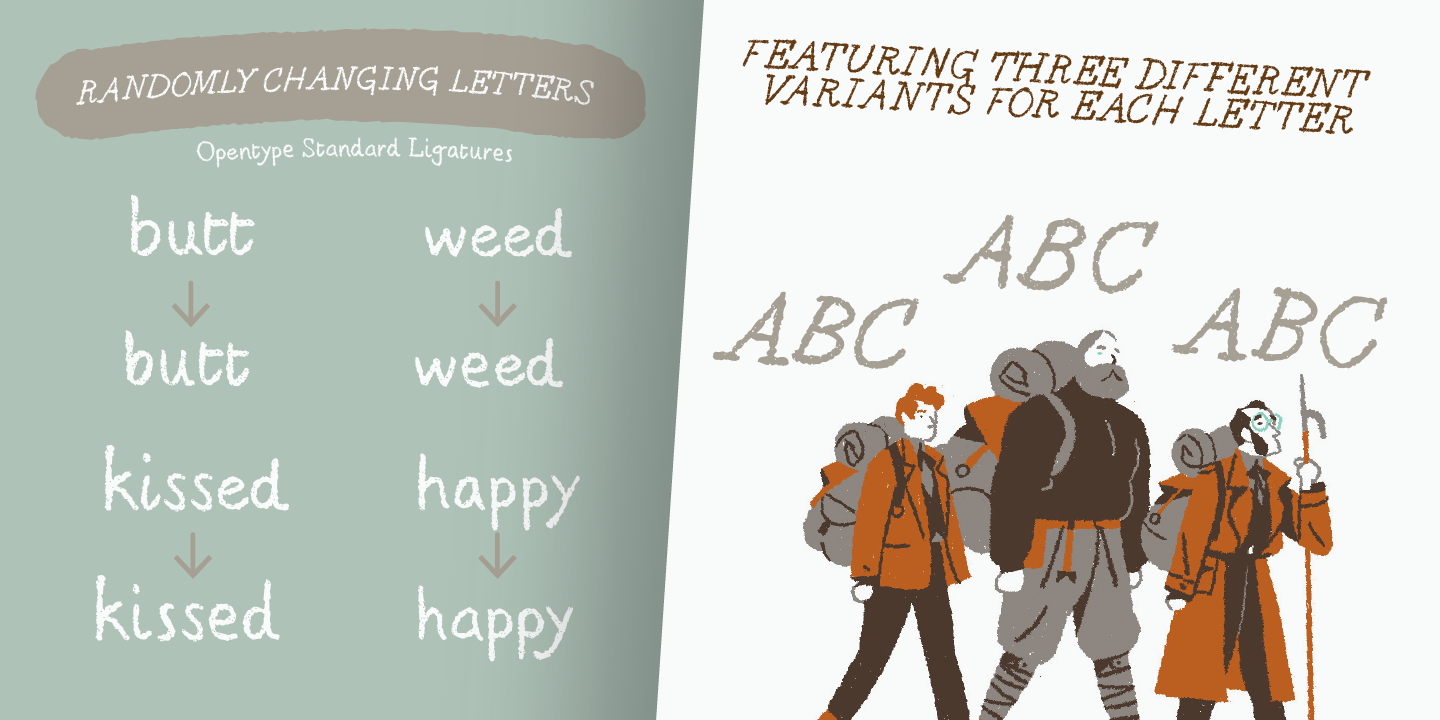 RANDOMLY CHANGING LETTERS
Opentype Standard Ligatures
butt
weed
butt
weed
kissed
happy
kissed
happy
FEATURING THREE DIFFERENT
VARIANTS FOR EACH LETTER
ABC
ABC
ABC